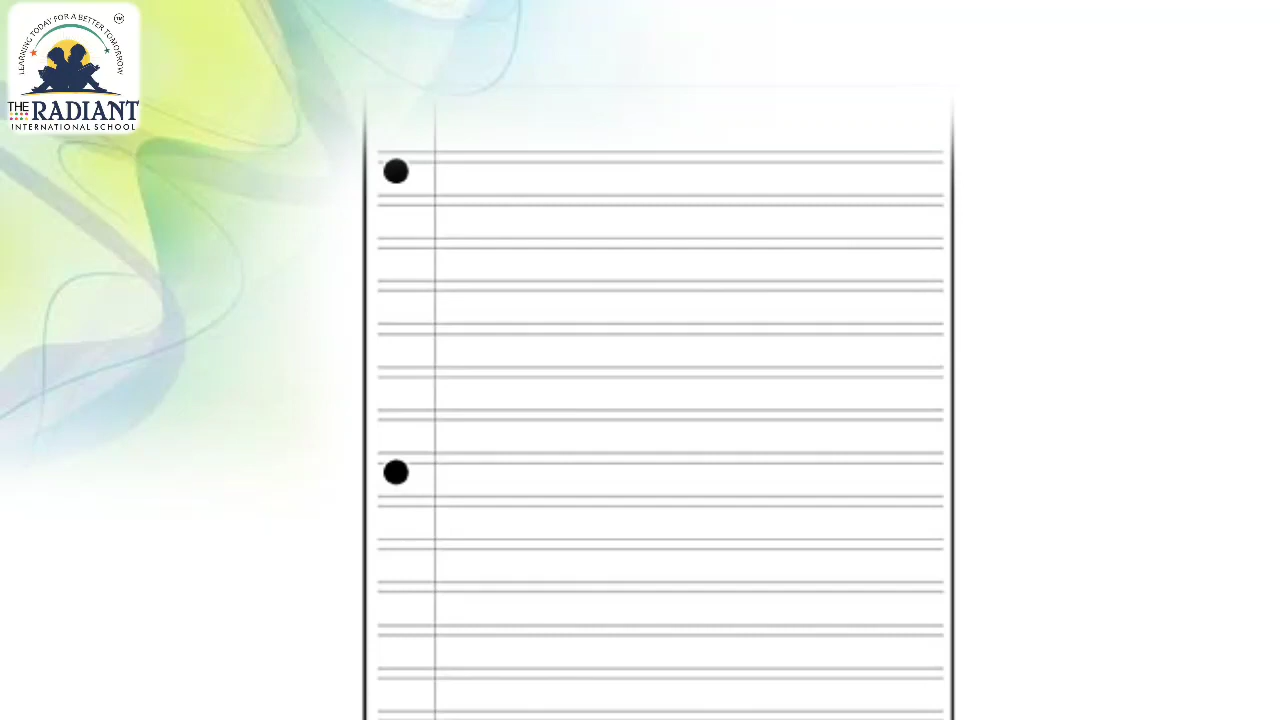 LEARNING TODAY FOR A BETTER TOMORROW
TM
THE RADIANT
INTERNATIONAL SCHOOL